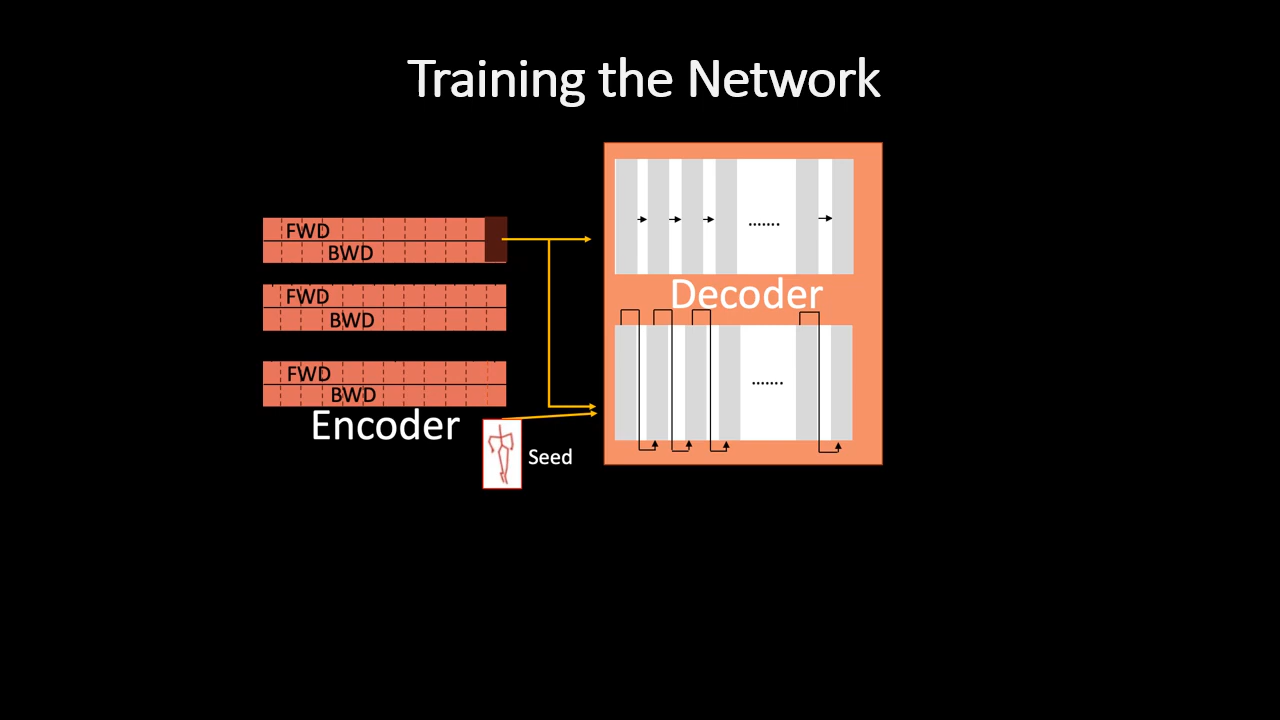 Training the Network
FWD
BWD
FWD
BWD
FWD
BWD
Encoder
Seed
.......
Decoder
.......